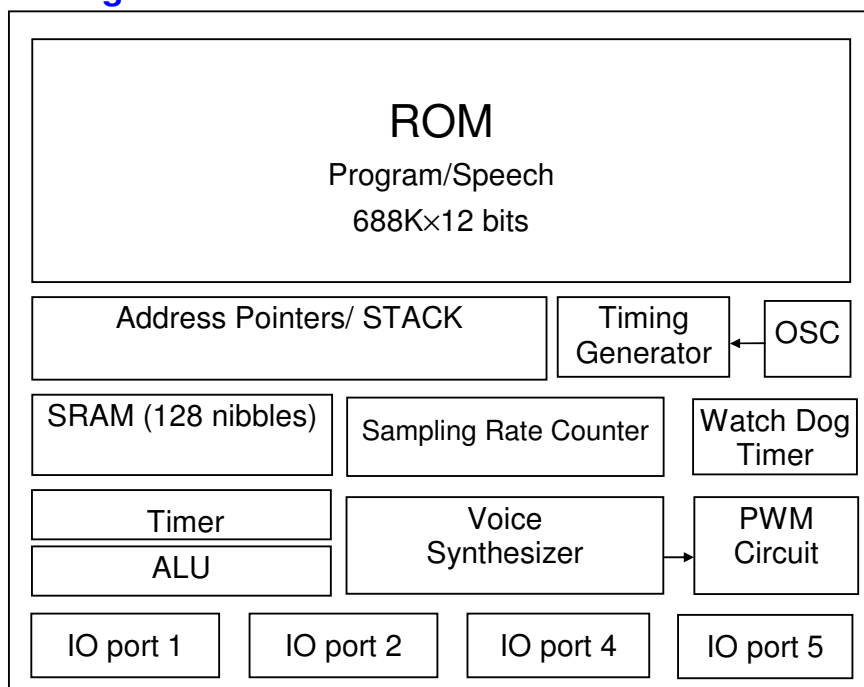 ROM
Program/Speech
688K×12 bits
Address Pointers/ STACK
Timing
Generator
OSC
SRAM (128 nibbles)
Sampling Rate Counter
Watch Dog
Timer
Timer
ALU
Voice
Synthesizer
PWM
Circuit
IO port 1
IO port 2
IO port 4
IO port 5